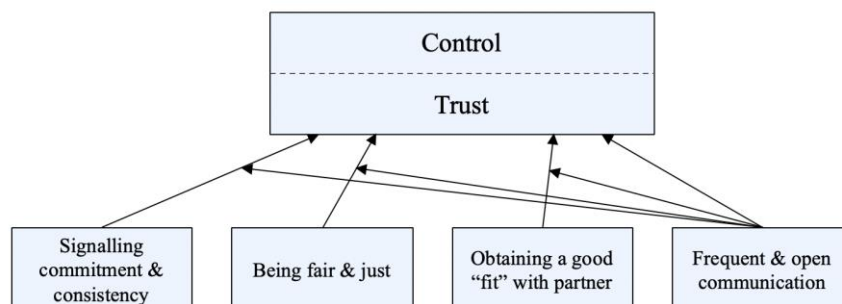 Control
Trust
Signalling
commitment &
consistency
Being fair & just
Obtaining a good
“fit” with partner
Frequent & open
communication